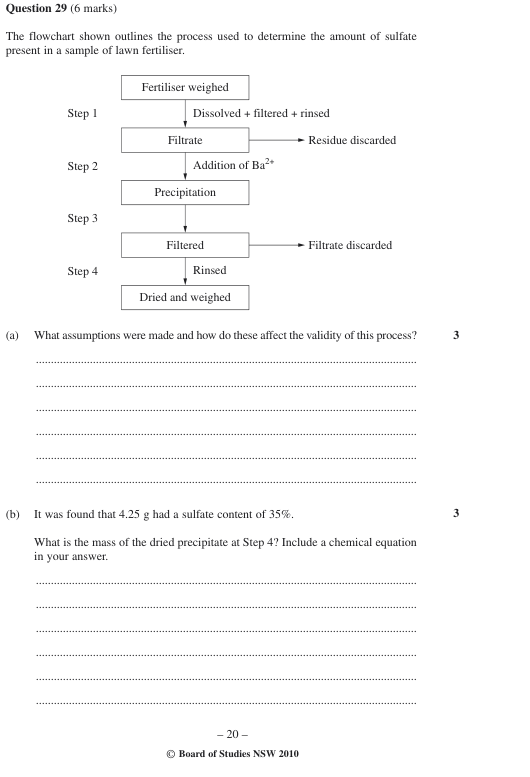 Question 29 (6 marks)
The flowchart shown outlines the process used to determine the amount of sulfate
present in a sample of lawn fertiliser.
Fertiliser weighed
Step 1
Dissolved + filtered + rinsed
Filtrate
Residue discarded
Step 2
Addition of Ba²⁺
Precipitation
Step 3
Filtered
Filtrate discarded
Step 4
Rinsed
Dried and weighed
(a) What assumptions were made and how do these affect the validity of this process? 3
(b) It was found that 4.25 g had a sulfate content of 35%. 3
What is the mass of the dried precipitate at Step 4? Include a chemical equation
in your answer.
– 20 –
© Board of Studies NSW 2010